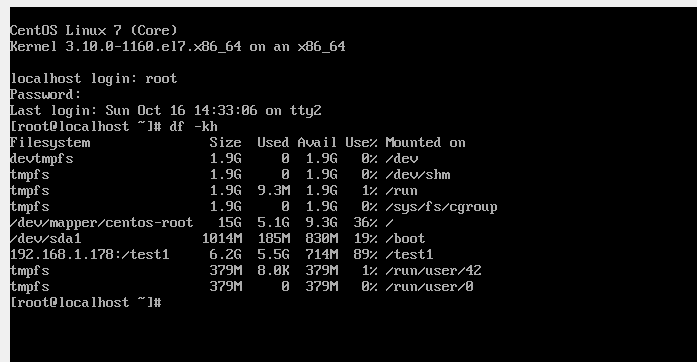 CentOS Linux 7 (Core)
Kernel 3.10.0-1160.el7.x86_64 on an x86_64
localhost login: root
Password:
Last login: Sun Oct 16 14:33:06 on tty2
[root@localhost ~]# df -kh
Filesystem Size Used Avail Use% Mounted on
devtmpfs 1.9G 0 1.9G 0% /dev
tmpfs 1.9G 0 1.9G 0% /dev/shm
tmpfs 1.9G 9.3M 1.9G 1% /run
tmpfs 1.9G 0 1.9G 0% /sys/fs/cgroup
/dev/mapper/centos-root 15G 5.1G 9.3G 36% /
/dev/sda1 1014M 185M 830M 19% /boot
192.168.1.178:/test1 6.2G 5.5G 714M 89% /test1
tmpfs 379M 8.0K 379M 1% /run/user/42
tmpfs 379M 0 379M 0% /run/user/0
[root@localhost ~]#